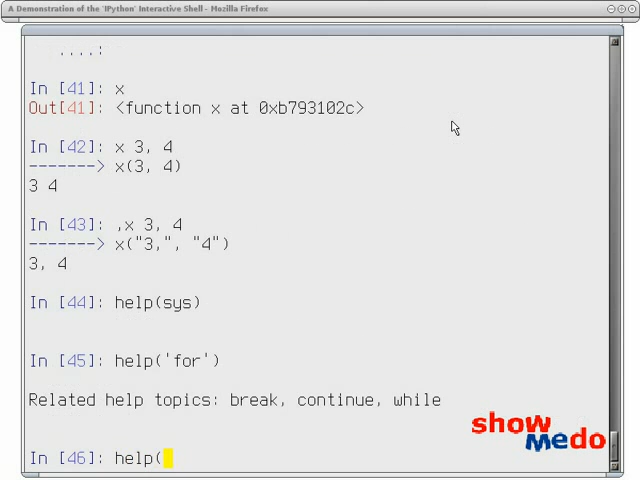 A Demonstration of the 'IPython' Interactive Shell - Mozilla Firefox
....:
In [41]: x
Out[41]: <function x at 0xb793102c>
In [42]: x 3, 4
-------> x(3, 4)
3 4
In [43]: ,x 3, 4
-------> x("3,", "4")
3, 4
In [44]: help(sys)
In [45]: help('for')
Related help topics: break, continue, while
show
medo
In [46]: help(